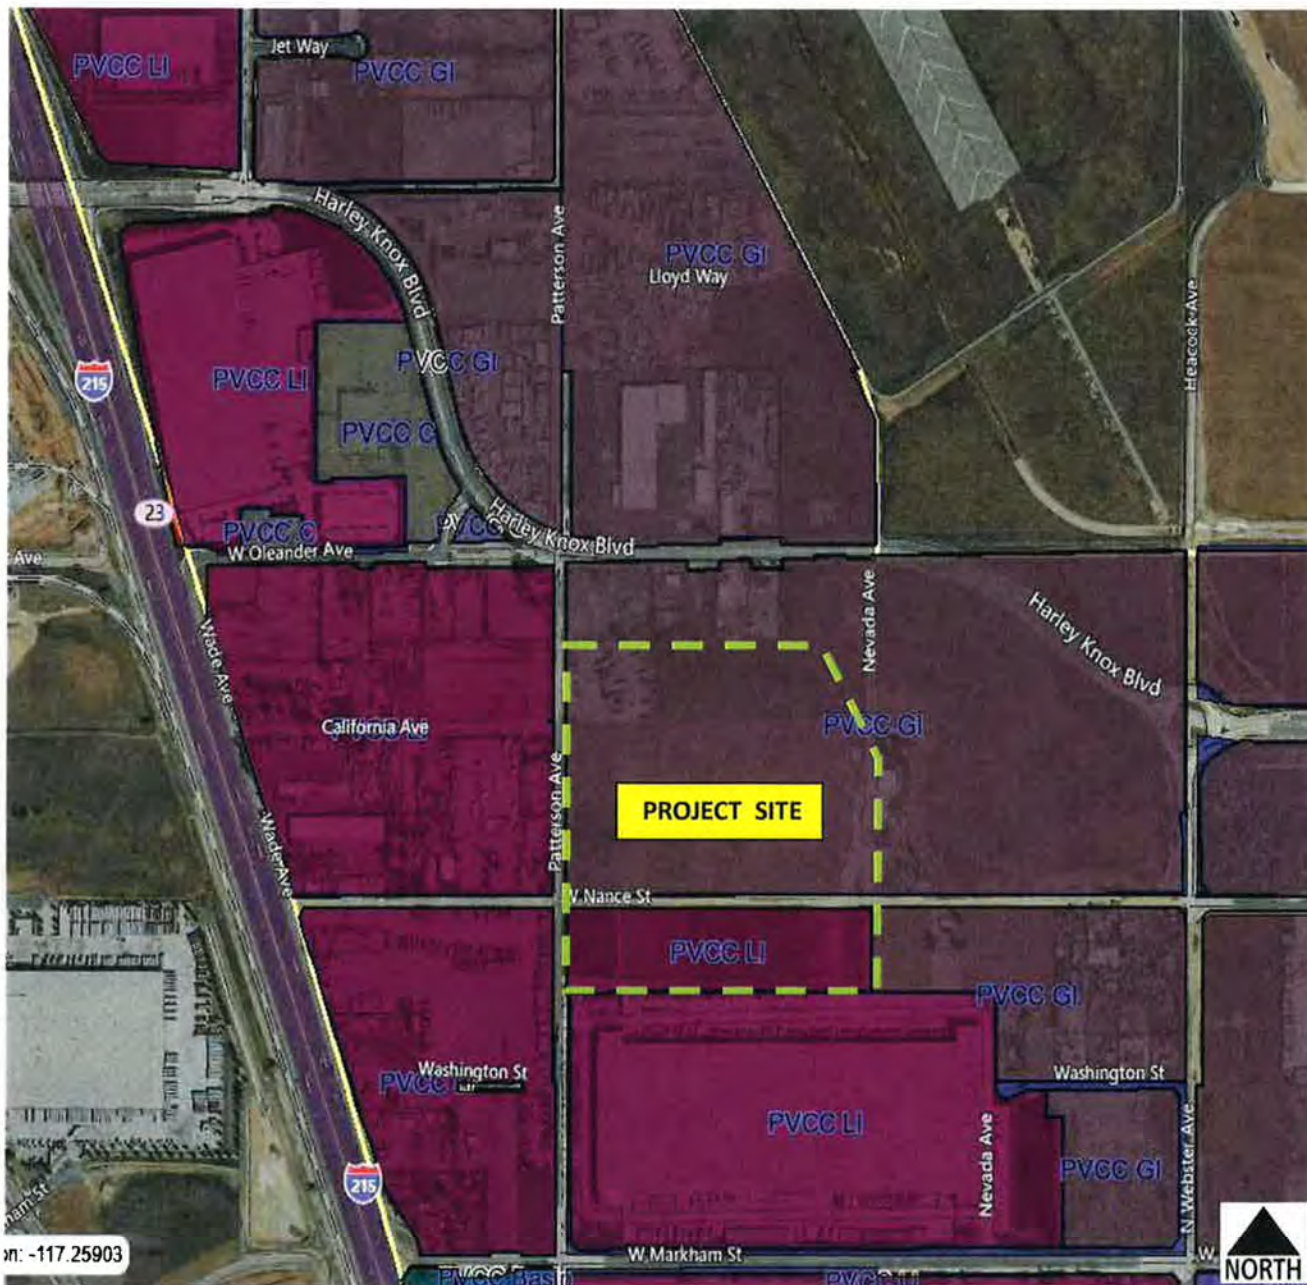 Jet Way
PVCC LI
PVCC GI
Harley Knox Blvd
Patterson Ave
PVCC GI
Lloyd Way
Heacock Ave
PVCC GI
215
PVCC LI
PVCC C
23
Harley Knox Blvd
PVCC C
W Oleander Ave
Ave
Nevada Ave
Harley Knox Blvd
Wade Ave
California Ave
PVCC GI
Patterson Ave
PROJECT SITE
Wade Ave
W Nance St
PVCC LI
PVCC GI
Washington St
Washington St
PVCC LI
Nevada Ave
N Webster Ave
PVCC GI
215
on: -117.25903
W Markham St
W
NORTH
PVCC Basin